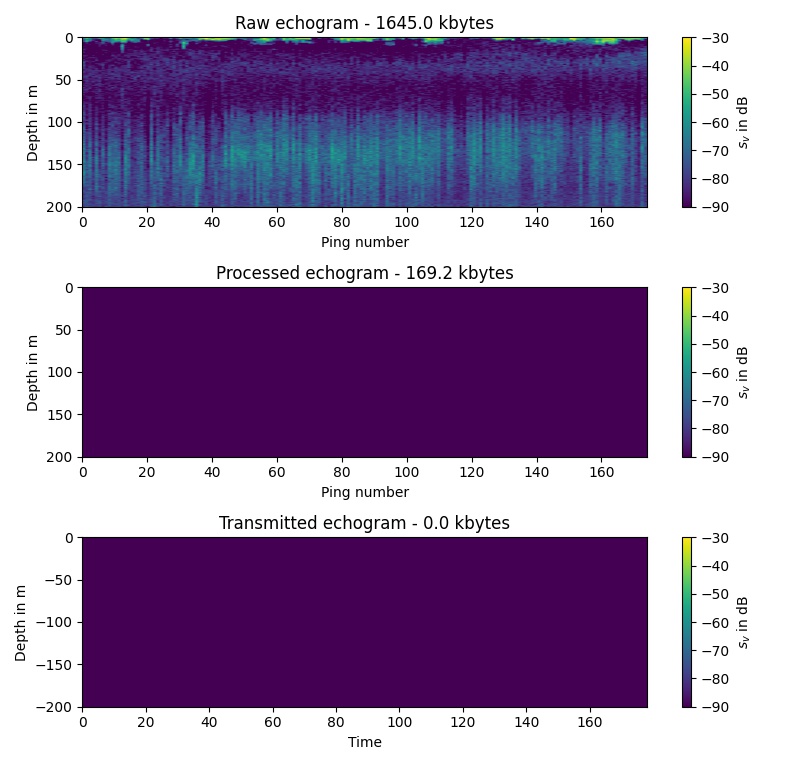 Raw echogram - 1645.0 kbytes
0
50
100
150
200
Depth in m
0 20 40 60 80 100 120 140 160
Ping number
−30
−40
−50
−60
−70
−80
−90
sv in dB
Processed echogram - 169.2 kbytes
0
50
100
150
200
Depth in m
0 20 40 60 80 100 120 140 160
Ping number
−30
−40
−50
−60
−70
−80
−90
sv in dB
Transmitted echogram - 0.0 kbytes
0
−50
−100
−150
−200
Depth in m
0 20 40 60 80 100 120 140 160
Time
−30
−40
−50
−60
−70
−80
−90
sv in dB